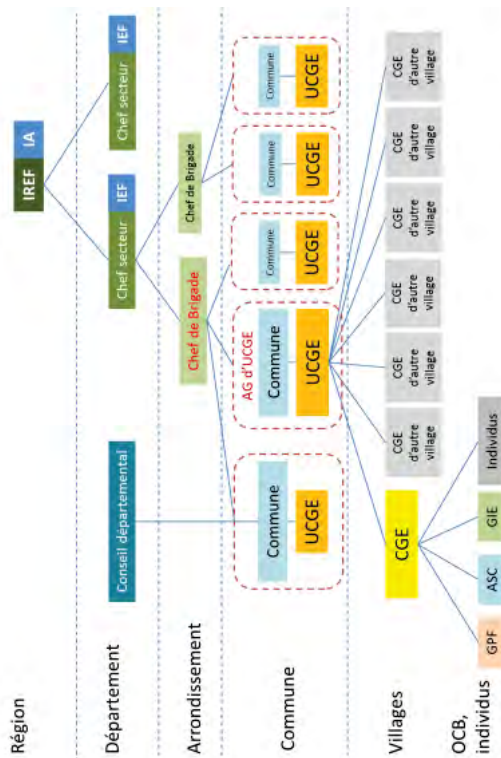 Région
IREF IA
Département
Conseil départemental
Chef secteur IEF
Chef secteur IEF
Arrondissement
Chef de Brigade
Chef de Brigade
Commune
AG d'UCGE
Commune
UCGE
Commune
UCGE
Commune
UCGE
Commune
UCGE
Commune
UCGE
Villages
CGE
CGE
d'autre
village
CGE
d'autre
village
CGE
d'autre
village
CGE
d'autre
village
CGE
d'autre
village
CGE
d'autre
village
OCB,
individus
GPF
ASC
GIE
Individus